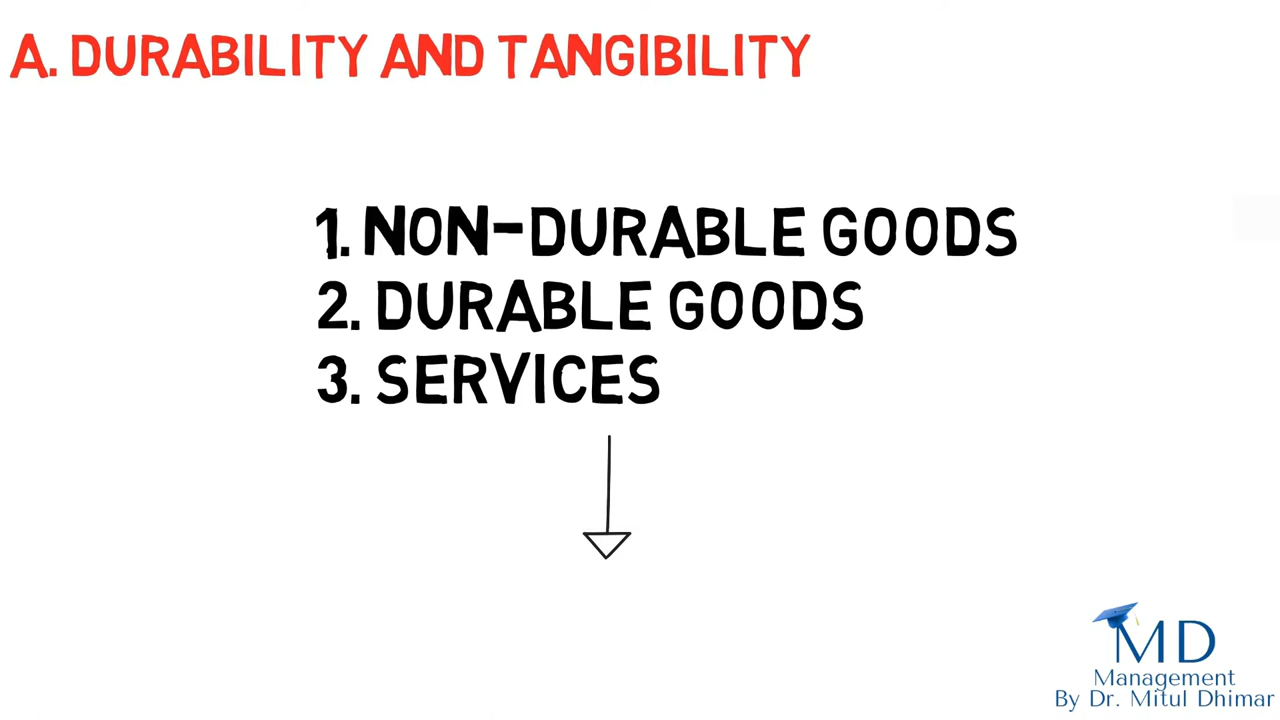 A. DURABILITY AND TANGIBILITY
1. NON-DURABLE GOODS
2. DURABLE GOODS
3. SERVICES
MD
Management
By Dr. Mitul Dhimar